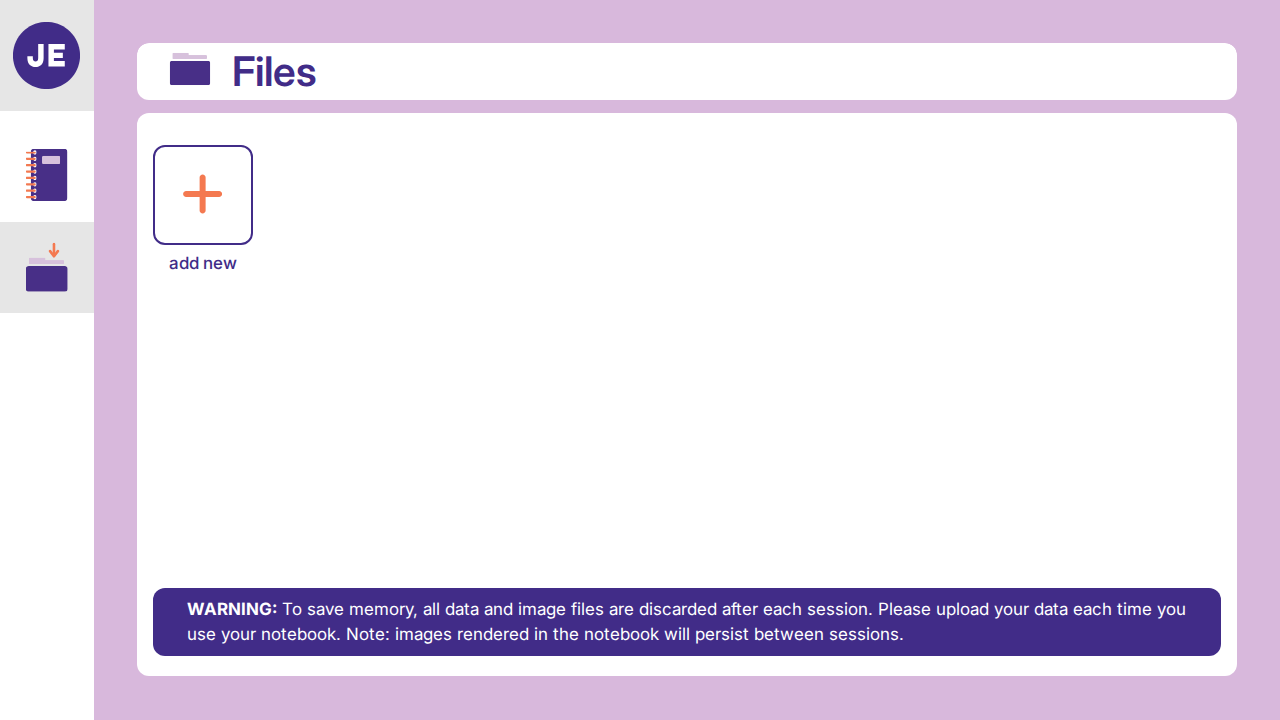 JE
Files
add new
WARNING: To save memory, all data and image files are discarded after each session. Please upload your data each time you
use your notebook. Note: images rendered in the notebook will persist between sessions.